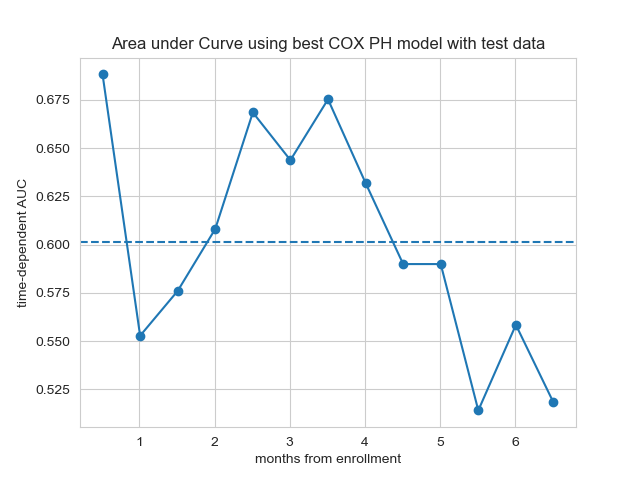 Area under Curve using best COX PH model with test data
time-dependent AUC
0.675
0.650
0.625
0.600
0.575
0.550
0.525
1 2 3 4 5 6
months from enrollment